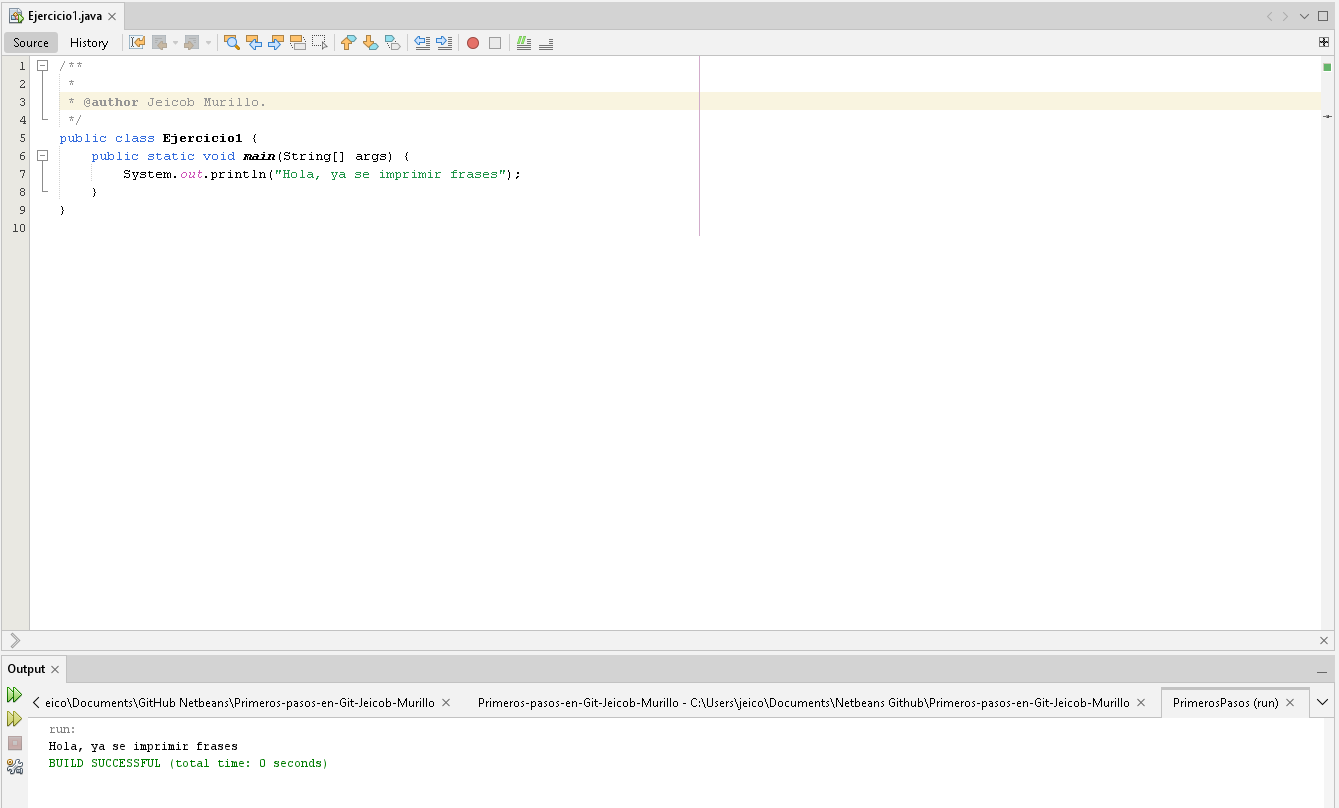 Ejercicio1.java
Source History
1 /**
2 *
3 * @author Jeicob Murillo.
4 */
5 public class Ejercicio1 {
6 public static void main(String[] args) {
7 System.out.println("Hola, ya se imprimir frases");
8 }
9 }
10
Output
eico\Documents\GitHub Netbeans\Primeros-pasos-en-Git-Jeicob-Murillo Primeros-pasos-en-Git-Jeicob-Murillo - C:\Users\jeico\Documents\Netbeans Github\Primeros-pasos-en-Git-Jeicob-Murillo PrimerosPasos (run)
run:
Hola, ya se imprimir frases
BUILD SUCCESSFUL (total time: 0 seconds)